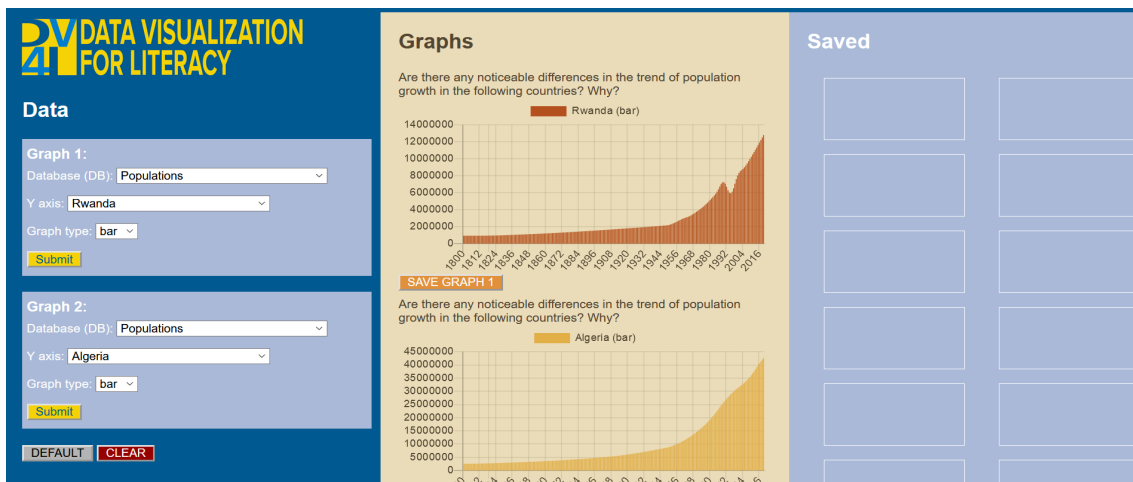 DV DATA VISUALIZATION
4L FOR LITERACY
Data
Graph 1:
Database (DB): Populations
Y axis: Rwanda
Graph type: bar
Submit
Graph 2:
Database (DB): Populations
Y axis: Algeria
Graph type: bar
Submit
DEFAULT CLEAR
Graphs
Are there any noticeable differences in the trend of population
growth in the following countries? Why?
Rwanda (bar)
14000000
12000000
10000000
8000000
6000000
4000000
2000000
0
1800 1812 1824 1836 1848 1860 1872 1884 1896 1908 1920 1932 1944 1956 1968 1980 1992 2004 2016
SAVE GRAPH 1
Are there any noticeable differences in the trend of population
growth in the following countries? Why?
Algeria (bar)
45000000
40000000
35000000
30000000
25000000
20000000
15000000
10000000
5000000
0
Saved